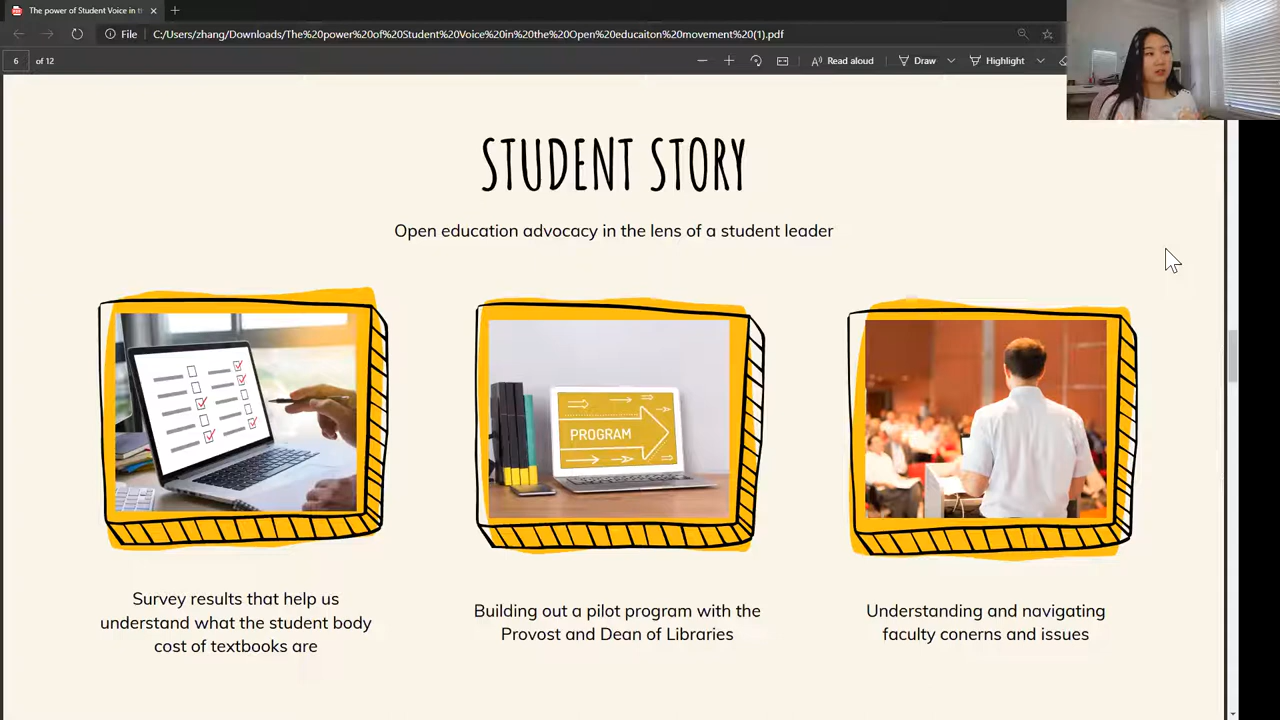 The power of Student Voice in th
File
C:/Users/zhang/Downloads/The%20power%20of%20Student%20Voice%20in%20the%20Open%20educaiton%20movement%20(1).pdf
6 of 12
Read aloud
Draw
Highlight
STUDENT STORY
Open education advocacy in the lens of a student leader
PROGRAM
Survey results that help us
understand what the student body
cost of textbooks are
Building out a pilot program with the
Provost and Dean of Libraries
Understanding and navigating
faculty conerns and issues